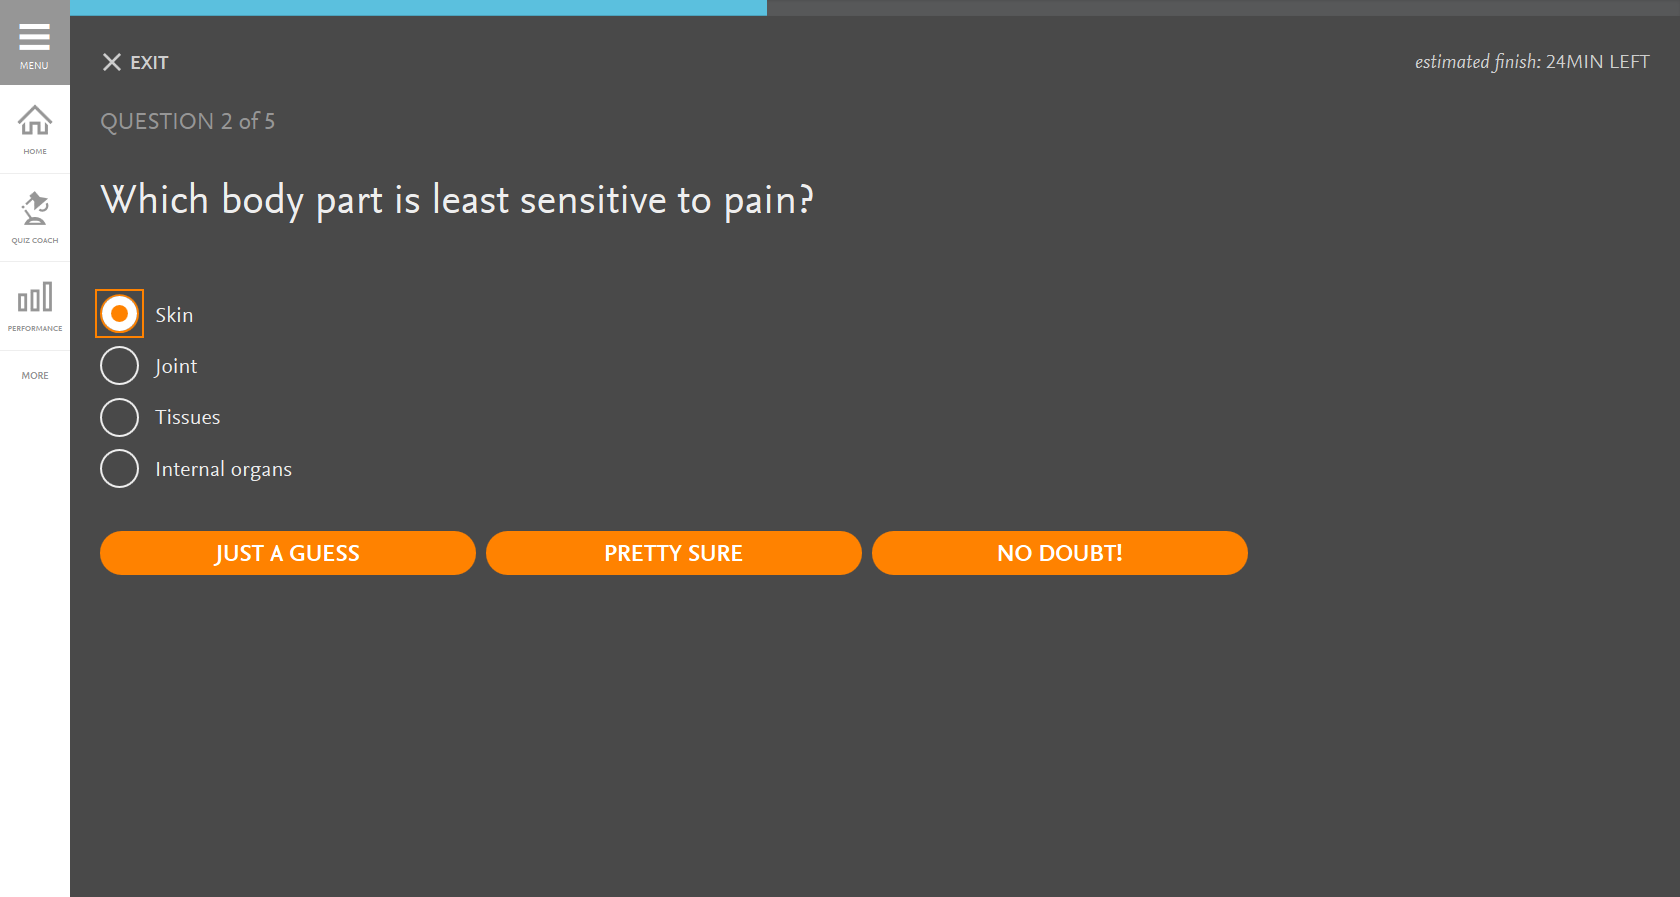 MENU
HOME
QUIZ COACH
PERFORMANCE
MORE
EXIT
estimated finish: 24MIN LEFT
QUESTION 2 of 5
Which body part is least sensitive to pain?
Skin
Joint
Tissues
Internal organs
JUST A GUESS
PRETTY SURE
NO DOUBT!